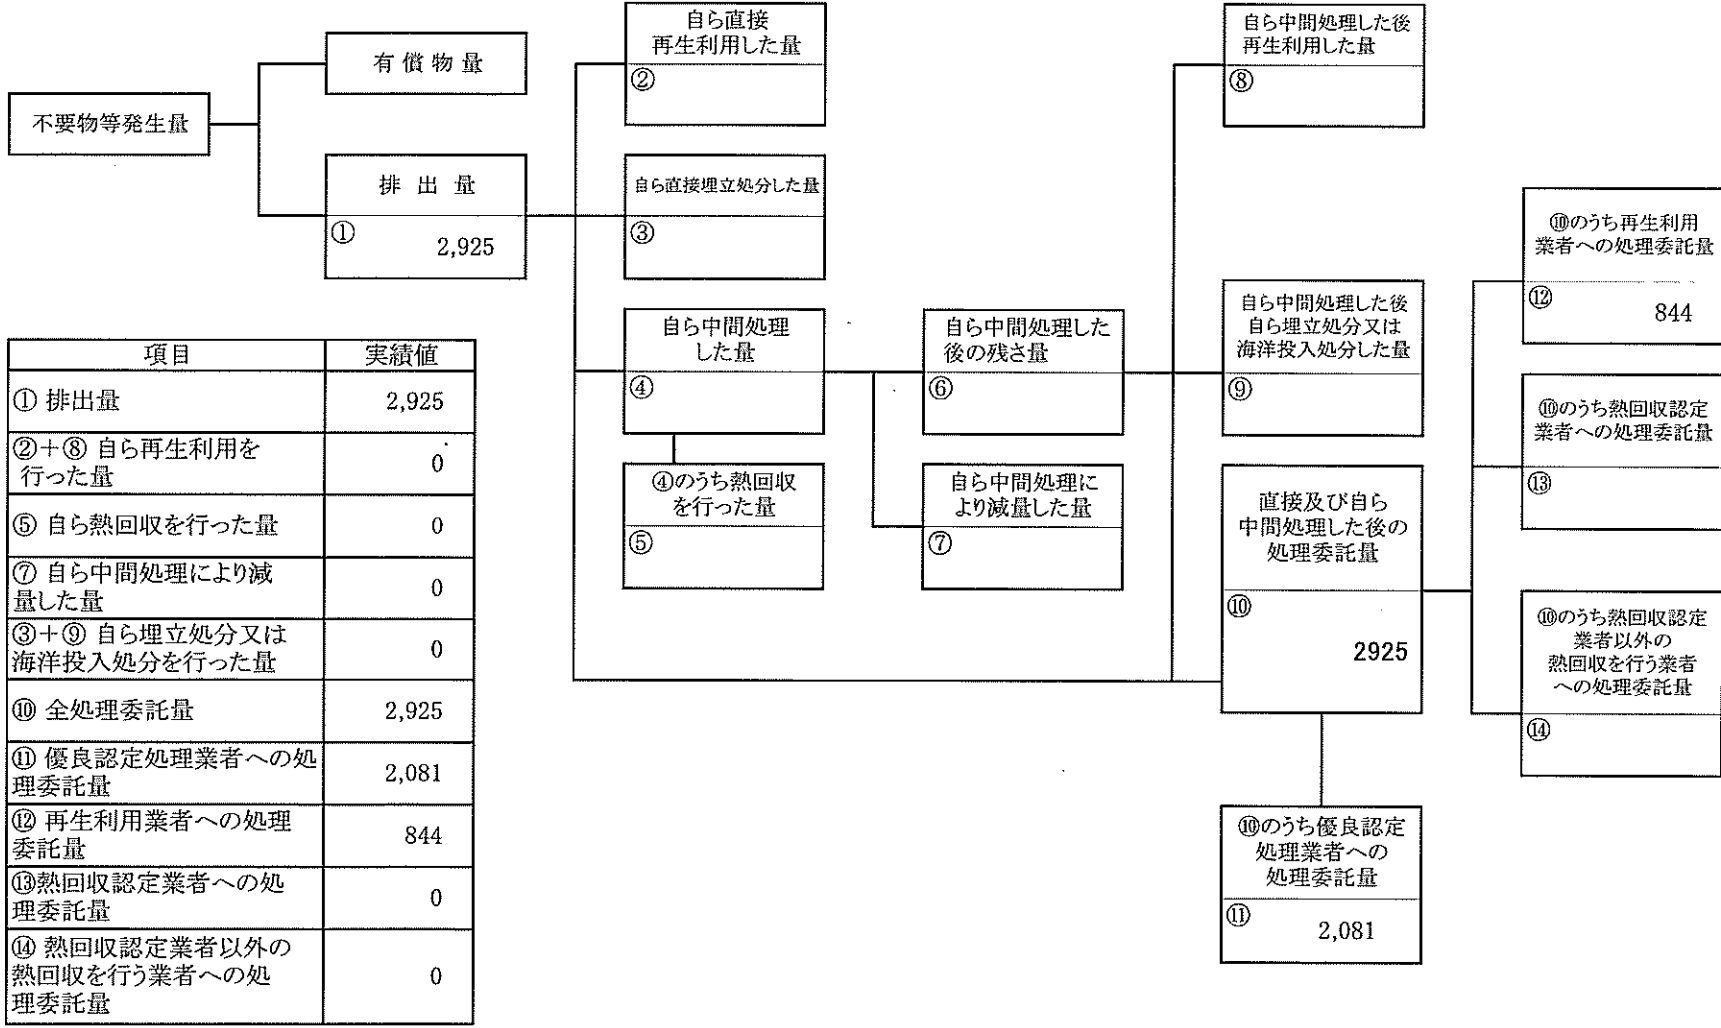 不要物等発生量
有償物量
排出量
① 2,925
自ら直接
再生利用した量
②
自ら直接埋立処分した量
③
自ら中間処理
した量
④
④のうち熱回収
を行った量
⑤
自ら中間処理した
後の残さ量
⑥
自ら中間処理に
より減量した量
⑦
自ら中間処理した後
再生利用した量
⑧
自ら中間処理した後
自ら埋立処分又は
海洋投入処分した量
⑨
直接及び自ら
中間処理した後の
処理委託量
⑩
2925
⑩のうち優良認定
処理業者への
処理委託量
⑪ 2,081
⑩のうち再生利用
業者への処理委託量
⑫ 844
⑩のうち熱回収認定
業者への処理委託量
⑬
⑩のうち熱回収認定
業者以外の
熱回収を行う業者
への処理委託量
⑭
項目 実績値
① 排出量 2,925
②+⑧ 自ら再生利用を
行った量 0
⑤ 自ら熱回収を行った量 0
⑦ 自ら中間処理により減
量した量 0
③+⑨ 自ら埋立処分又は
海洋投入処分を行った量 0
⑩ 全処理委託量 2,925
⑪ 優良認定処理業者への処
理委託量 2,081
⑫ 再生利用業者への処理
委託量 844
⑬熱回収認定業者への処
理委託量 0
⑭ 熱回収認定業者以外の
熱回収を行う業者への処
理委託量 0